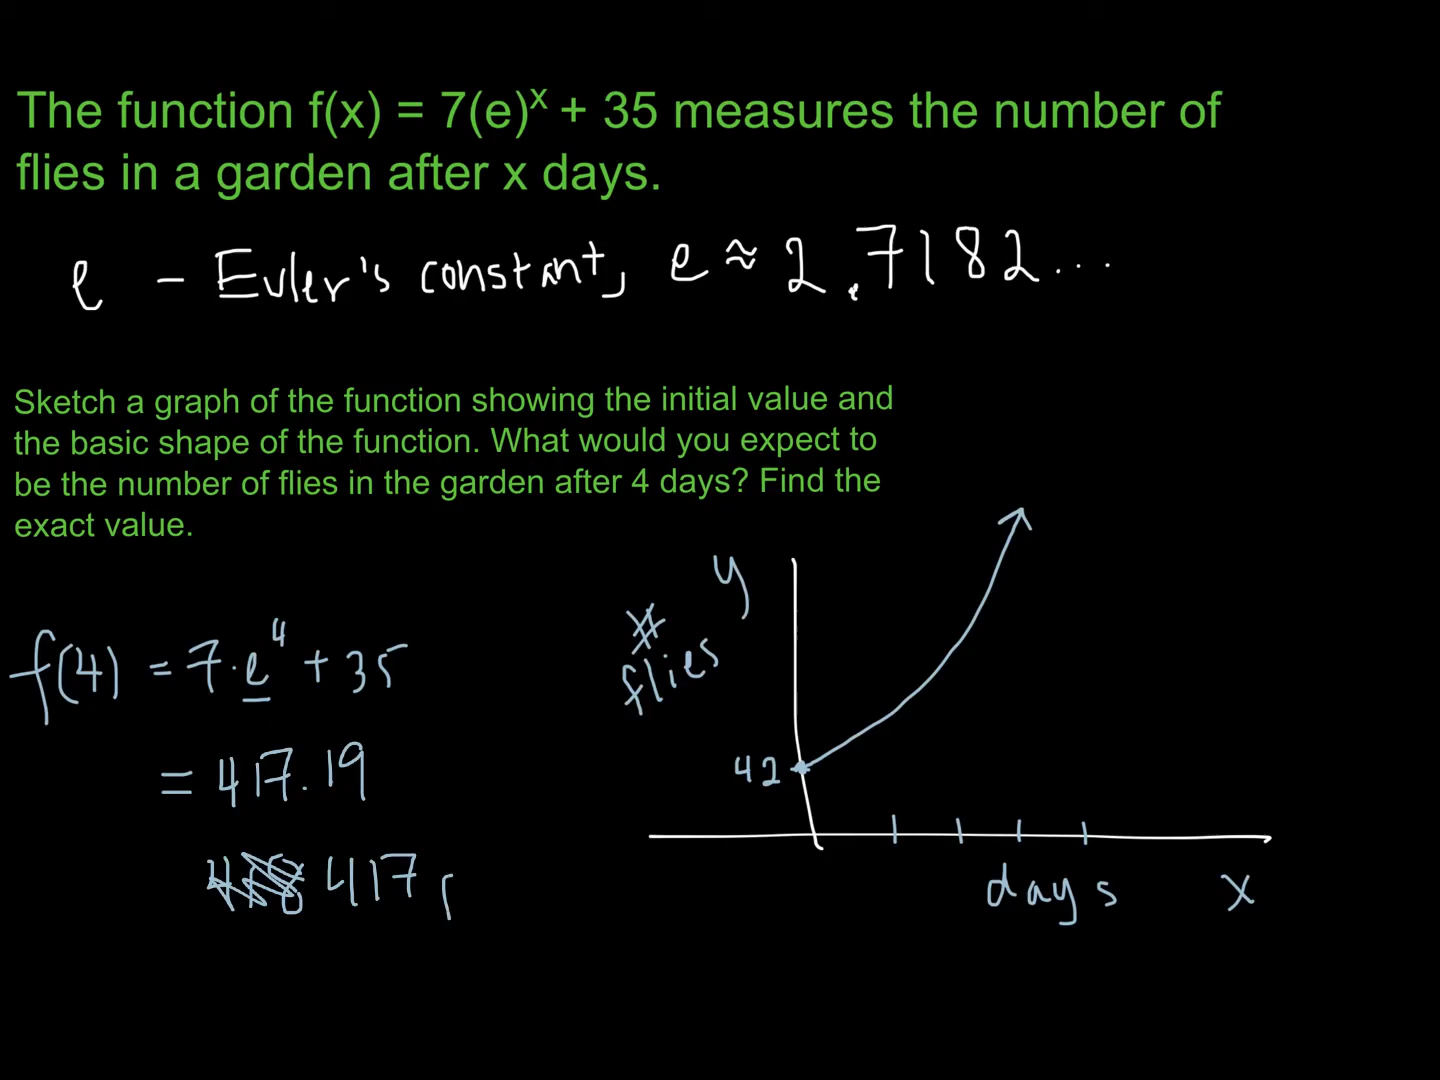 The function f(x) = 7(e)^x + 35 measures the number of
flies in a garden after x days.
e - Euler's constant, e ≈ 2.7182...
Sketch a graph of the function showing the initial value and
the basic shape of the function. What would you expect to
be the number of flies in the garden after 4 days? Find the
exact value.
f(4) = 7·e^4 + 35
= 417.19
417
y
# flies
42
days
x